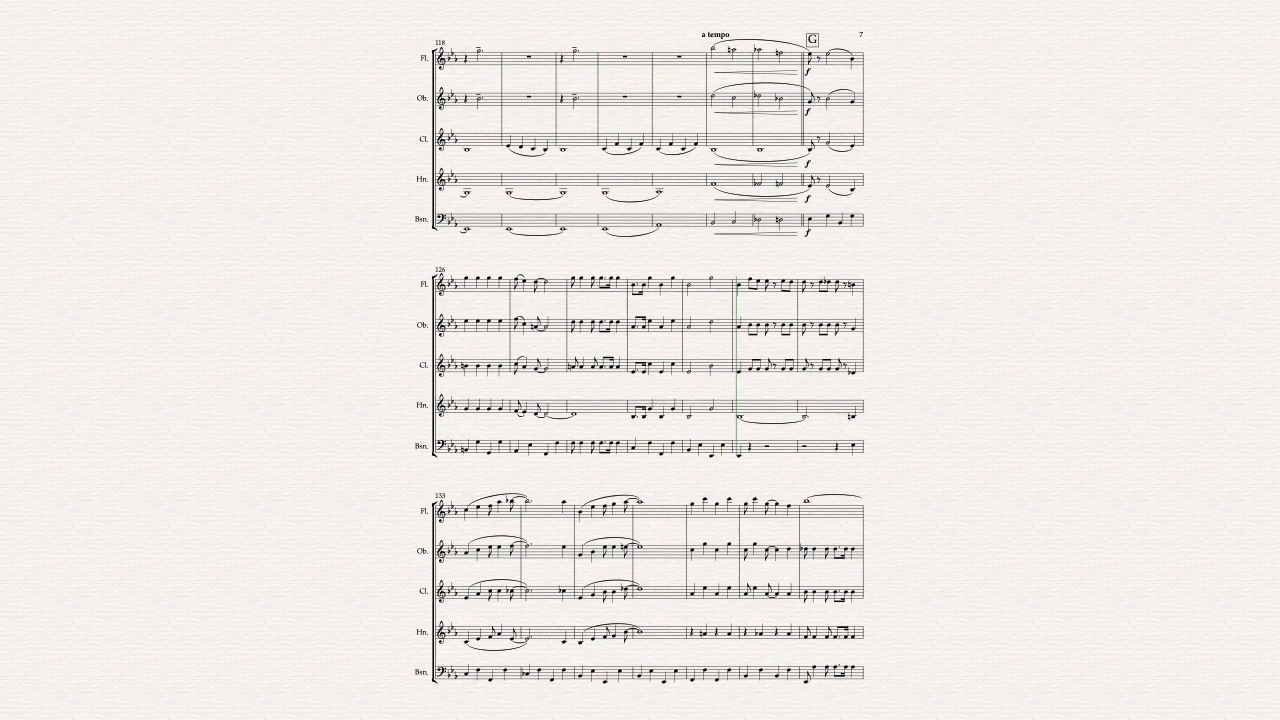 a tempo G 7
118
Fl.
f
Ob.
f
Cl.
f
Hn.
f
Bsn.
f
126
Fl.
Ob.
Cl.
Hn.
Bsn.
133
Fl.
Ob.
Cl.
Hn.
Bsn.